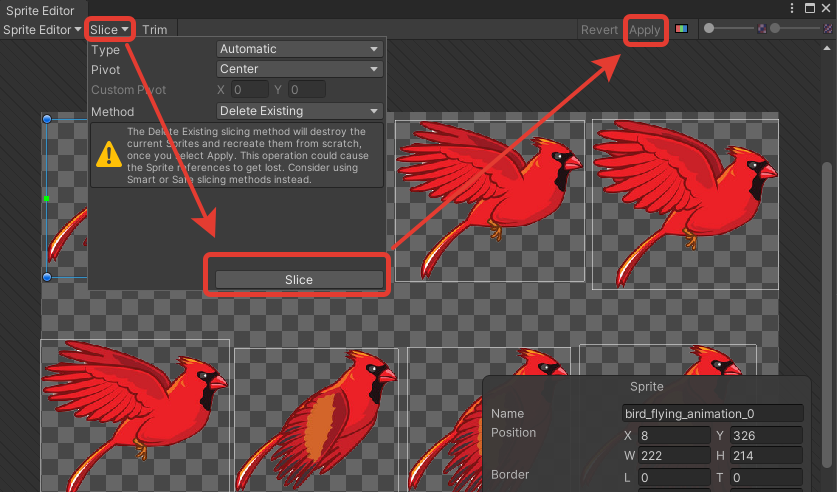 Sprite Editor
Sprite Editor
Slice
Trim
Revert
Apply
Type
Automatic
Pivot
Center
Custom Pivot
X
0
Y
0
Method
Delete Existing
The Delete Existing slicing method will destroy the
current Sprites and recreate them from scratch,
once you select Apply. This operation could cause
the Sprite references to get lost. Consider using
Smart or Safe slicing methods instead.
Slice
Sprite
Name
bird_flying_animation_0
Position
X
8
Y
326
W
222
H
214
Border
L
0
T
0